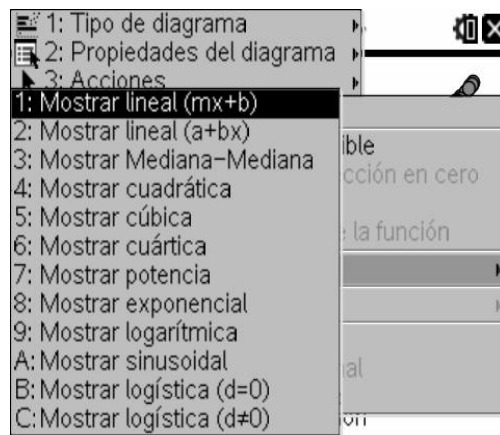 1: Tipo de diagrama
2: Propiedades del diagrama
3: Acciones
1: Mostrar lineal (mx+b)
2: Mostrar lineal (a+bx)
3: Mostrar Mediana-Mediana
4: Mostrar cuadrática
5: Mostrar cúbica
6: Mostrar cuártica
7: Mostrar potencia
8: Mostrar exponencial
9: Mostrar logarítmica
A: Mostrar sinusoidal
B: Mostrar logística (d=0)
C: Mostrar logística (d≠0)
ible
cción en cero
la función
al